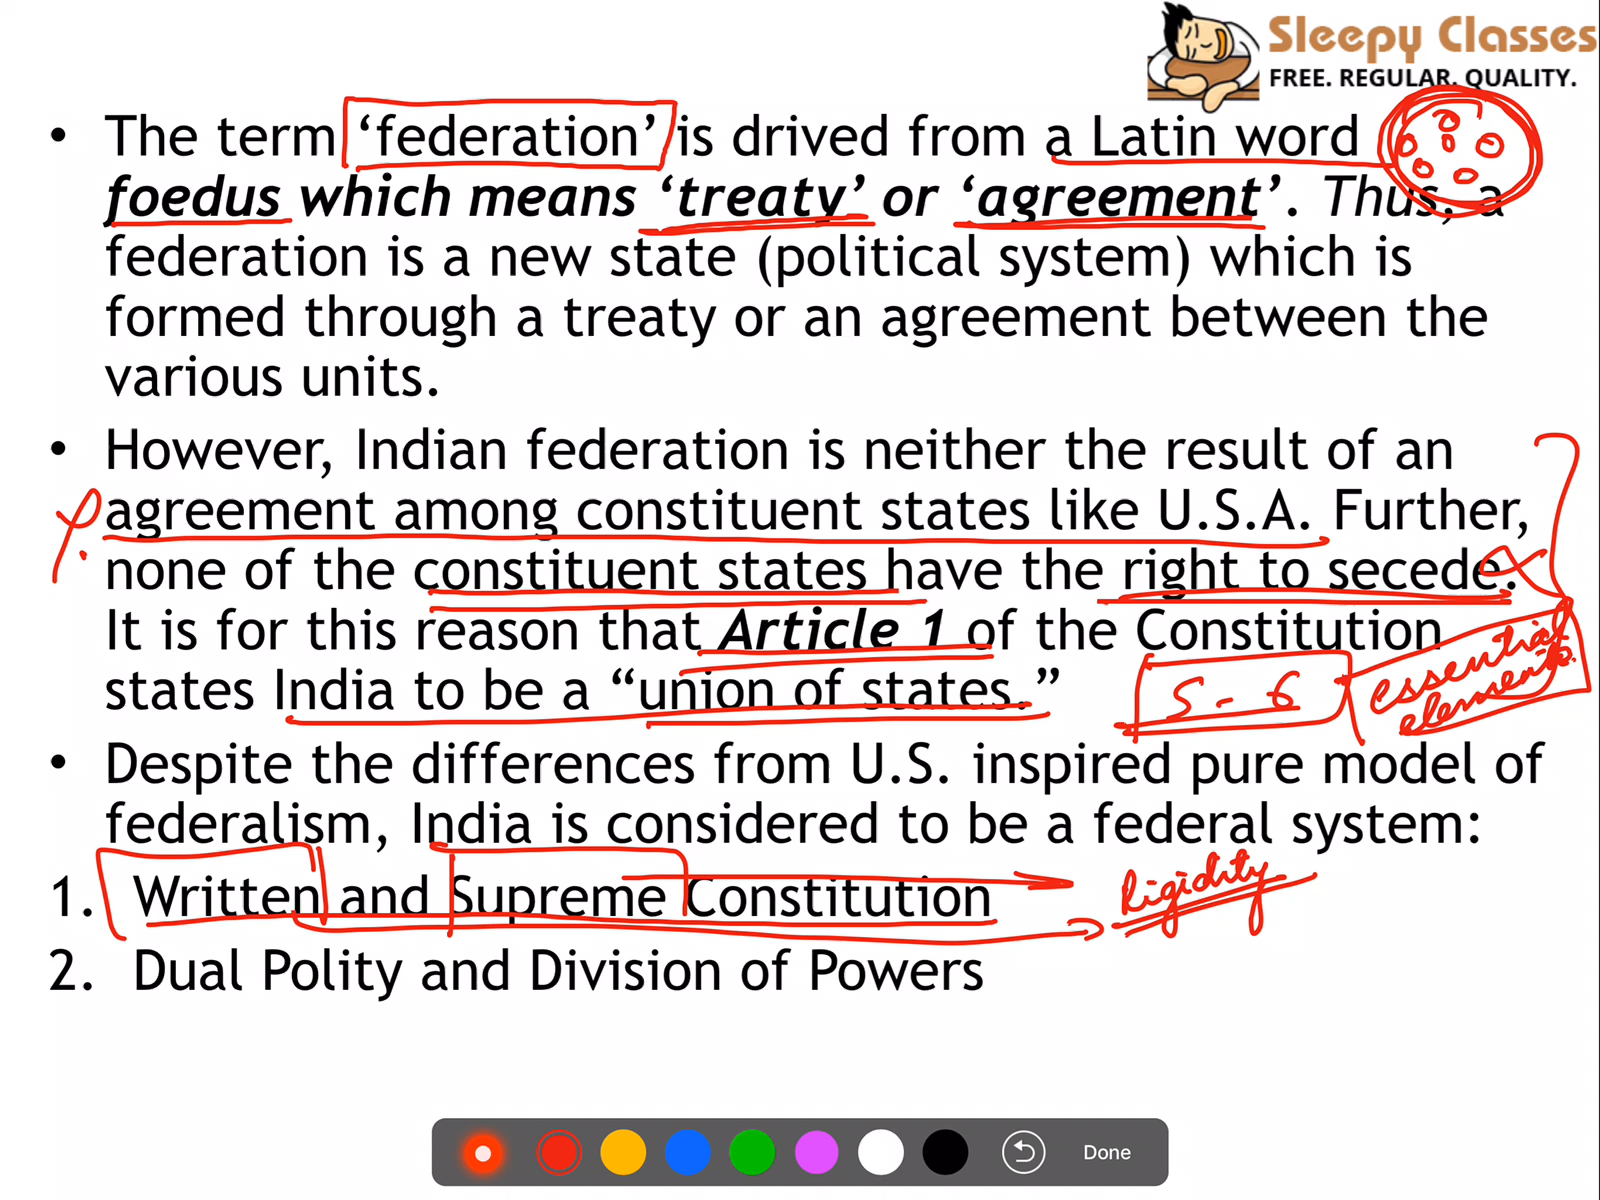 Sleepy Classes
FREE. REGULAR. QUALITY.
• The term ‘federation’ is drived from a Latin word
foedus which means ‘treaty’ or ‘agreement’. Thus, a
federation is a new state (political system) which is
formed through a treaty or an agreement between the
various units.
• However, Indian federation is neither the result of an
agreement among constituent states like U.S.A. Further,
none of the constituent states have the right to secede.
It is for this reason that Article 1 of the Constitution
states India to be a “union of states.”
5-6
essential
elements
• Despite the differences from U.S. inspired pure model of
federalism, India is considered to be a federal system:
1. Written and Supreme Constitution
Rigidity
2. Dual Polity and Division of Powers
Done